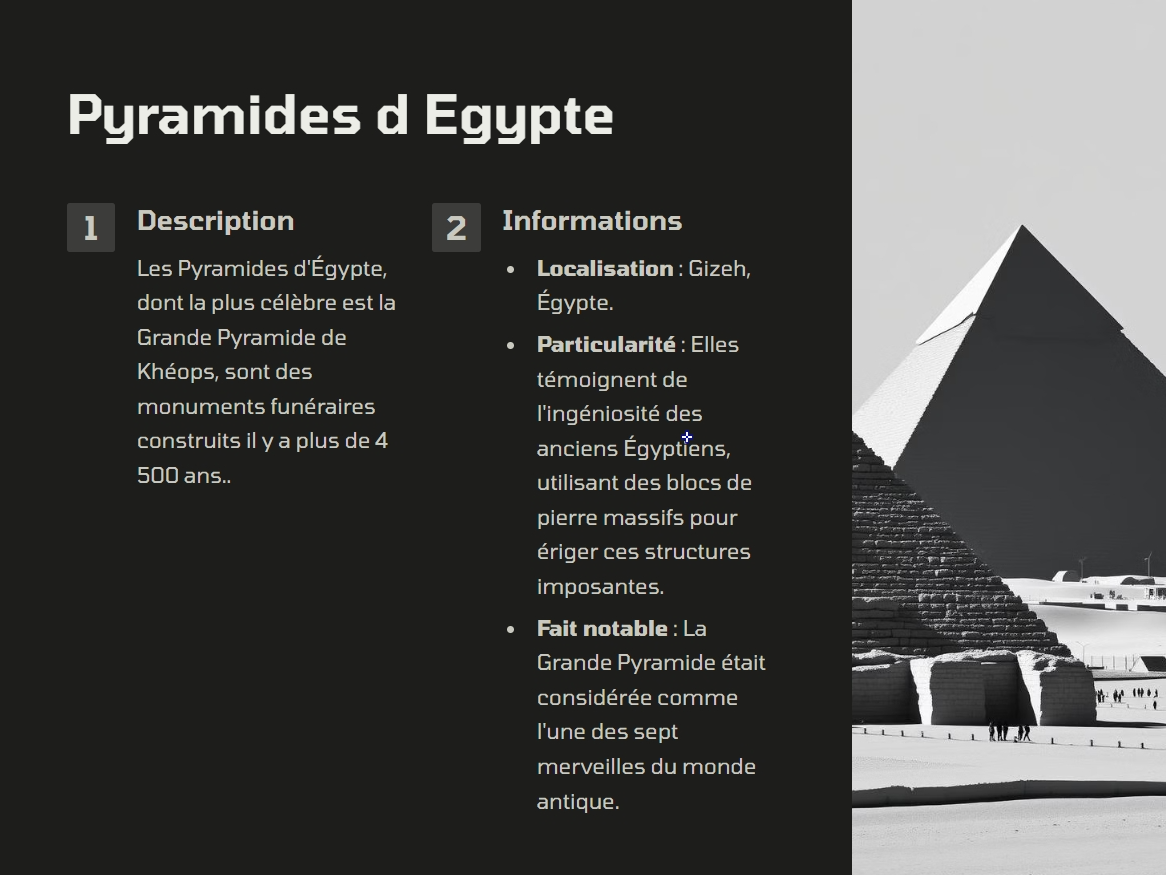 Pyramides d Egypte
1
Description
Les Pyramides d'Égypte,
dont la plus célèbre est la
Grande Pyramide de
Khéops, sont des
monuments funéraires
construits il y a plus de 4
500 ans..
2
Informations
• Localisation : Gizeh,
Égypte.
• Particularité : Elles
témoignent de
l'ingéniosité des
anciens Égyptiens,
utilisant des blocs de
pierre massifs pour
ériger ces structures
imposantes.
• Fait notable : La
Grande Pyramide était
considérée comme
l'une des sept
merveilles du monde
antique.